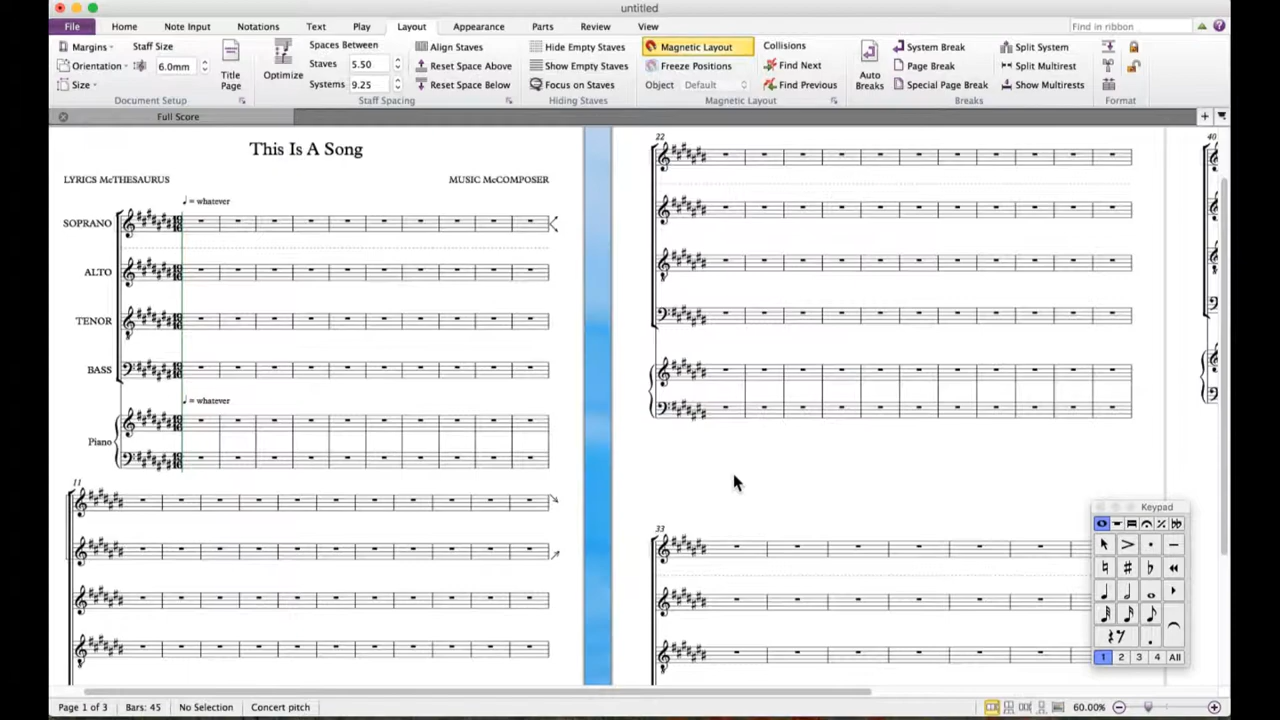 untitled
File Home Note Input Notations Text Play Layout Appearance Parts Review View Find in ribbon
Margins Staff Size Spaces Between Align Staves Hide Empty Staves Magnetic Layout Collisions System Break Split System
Orientation 6.0mm Staves 5.50 Reset Space Above Show Empty Staves Freeze Positions Find Next Page Break Split Multirest
Size Title Page Optimize Systems 9.25 Reset Space Below Focus on Staves Object Default Find Previous Auto Breaks Special Page Break Show Multirests
Document Setup Staff Spacing Hiding Staves Magnetic Layout Breaks Format
Full Score
This Is A Song
LYRICS McTHESAURUS MUSIC McCOMPOSER
♩ = whatever
SOPRANO
ALTO
TENOR
BASS
♩ = whatever
Piano
11
22
33
40
Keypad
1 2 3 4 All
Page 1 of 3 Bars: 45 No Selection Concert pitch 60.00%